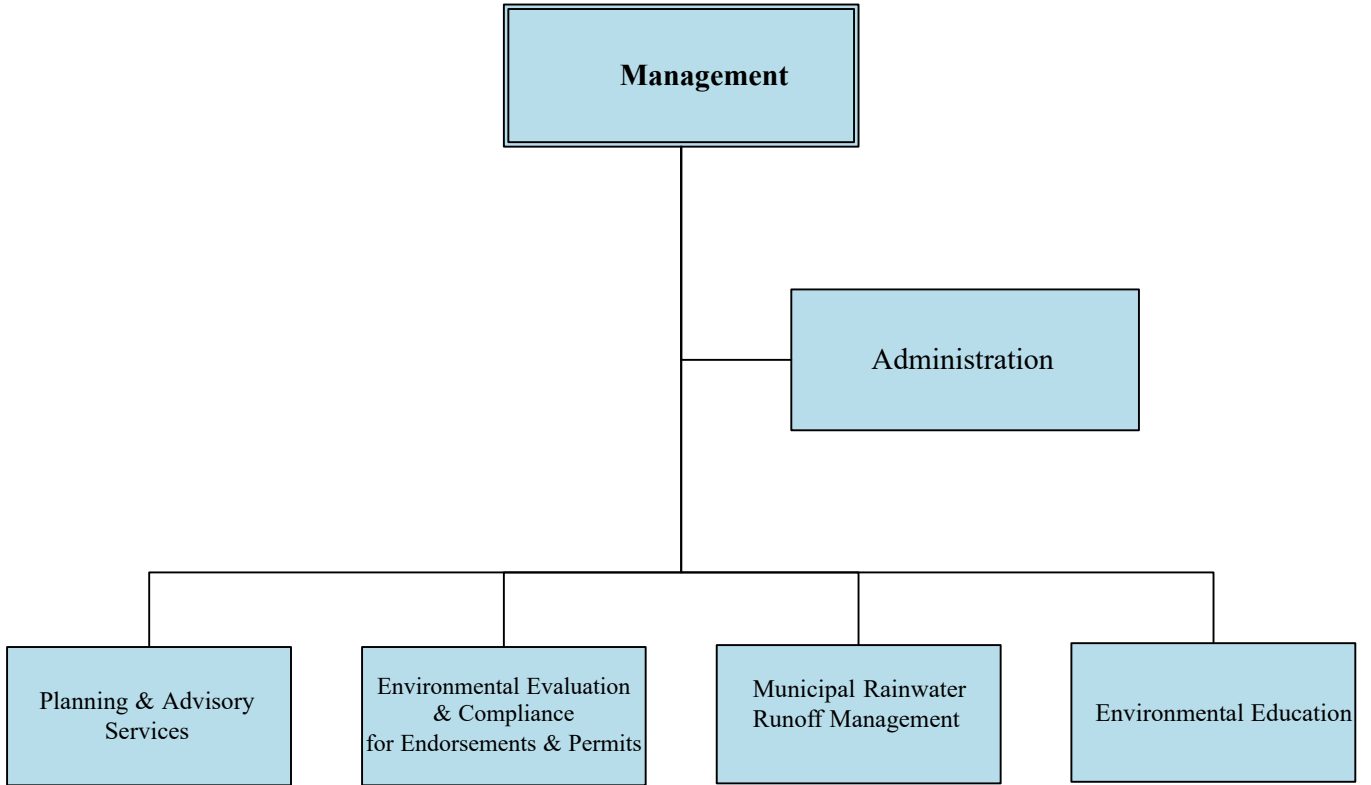 Management
Administration
Planning & Advisory
Services
Environmental Evaluation
& Compliance
for Endorsements & Permits
Municipal Rainwater
Runoff Management
Environmental Education